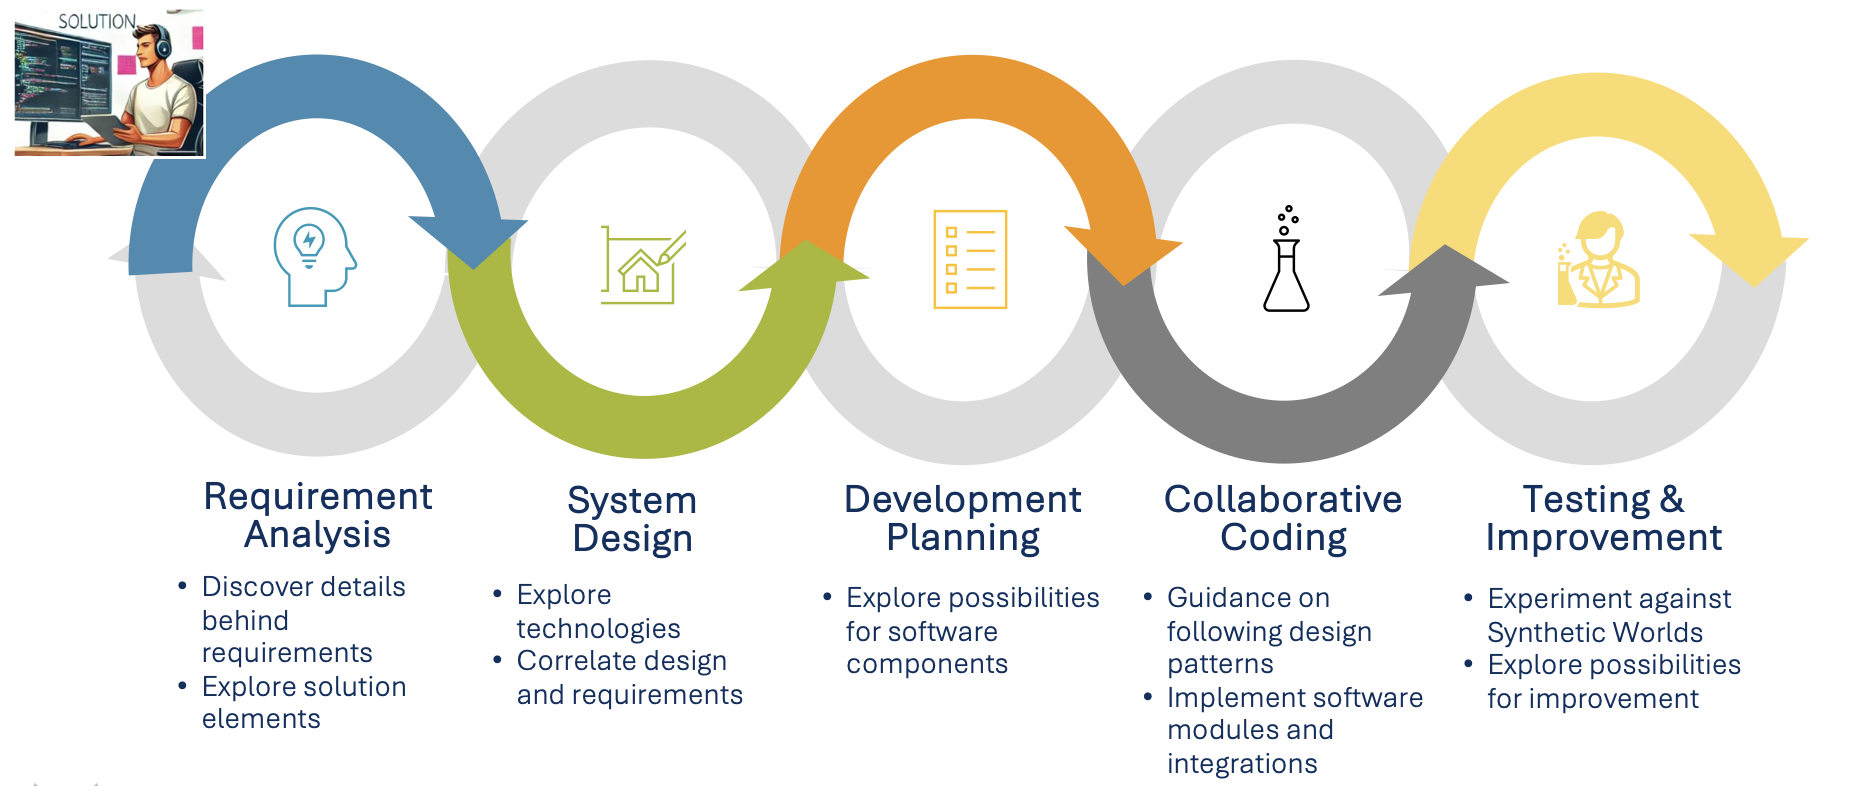 SOLUTION
Requirement
Analysis
• Discover details
behind
requirements
• Explore solution
elements
System
Design
• Explore
technologies
• Correlate design
and requirements
Development
Planning
• Explore possibilities
for software
components
Collaborative
Coding
• Guidance on
following design
patterns
• Implement software
modules and
integrations
Testing &
Improvement
• Experiment against
Synthetic Worlds
• Explore possibilities
for improvement